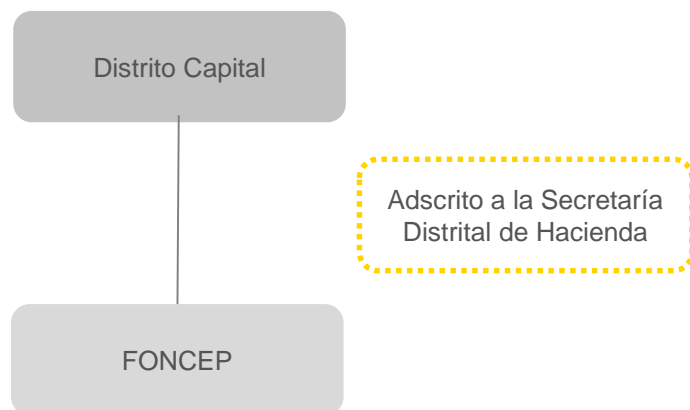 Distrito Capital
Adscrito a la Secretaría
Distrital de Hacienda
FONCEP